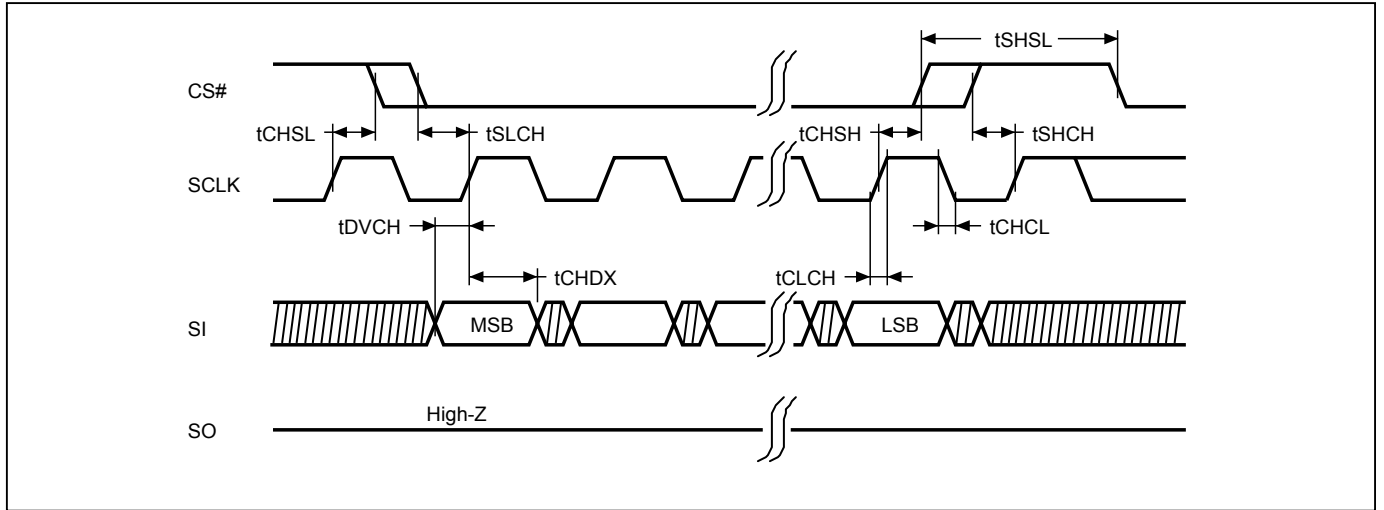 tSHSL
CS#
tCHSL
tSLCH
tCHSH
tSHCH
SCLK
tDVCH
tCHCL
tCHDX
tCLCH
SI
MSB
LSB
High-Z
SO